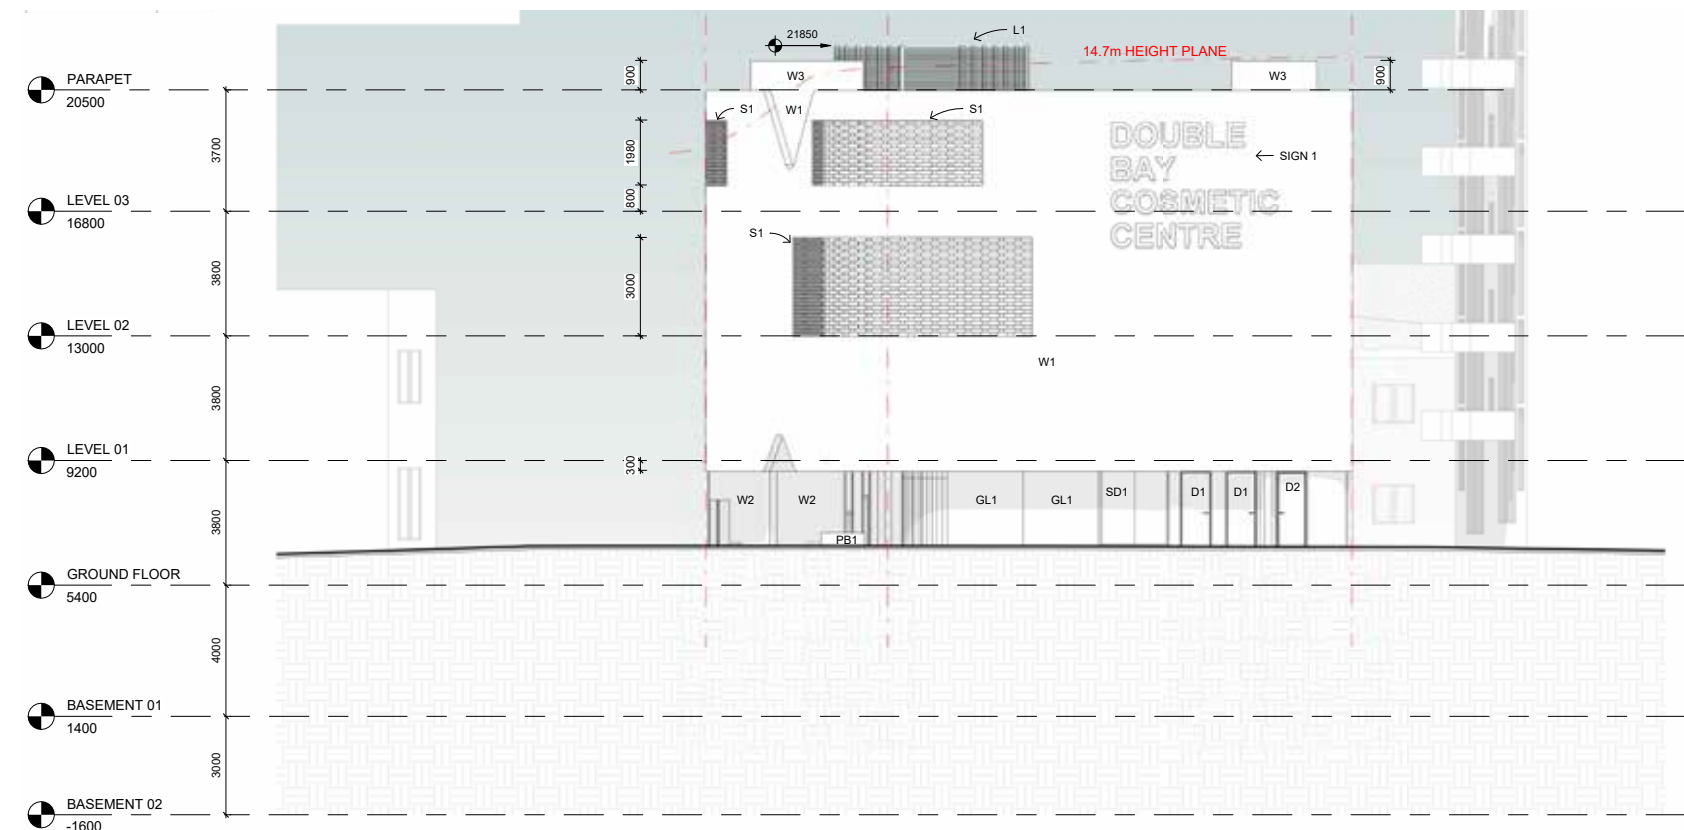 21850
L1
14.7m HEIGHT PLANE
PARAPET
20500
900
W3
W3
900
S1
W1
S1
3700
1980
DOUBLE
BAY
COSMETIC
CENTRE
SIGN 1
LEVEL 03
16800
800
S1
3800
3000
LEVEL 02
13000
W1
3800
LEVEL 01
9200
300
W2
W2
GL1
GL1
SD1
D1
D1
D2
3800
PB1
GROUND FLOOR
5400
4000
BASEMENT 01
1400
3000
BASEMENT 02
-1600